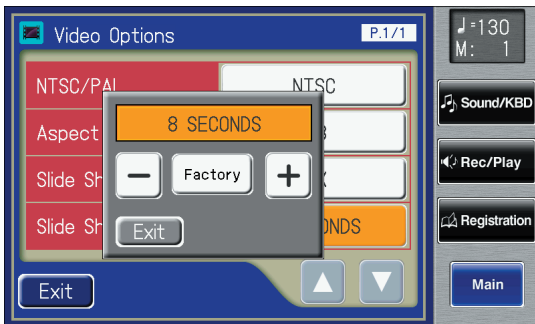 Video Options
P.1/1
NTSC/PAL
NTSC
Aspect
8 SECONDS
Slide Sh
− Factory +
Slide Sh
Exit
ONDS
Exit
♩=130
M: 1
Sound/KBD
Rec/Play
Registration
Main